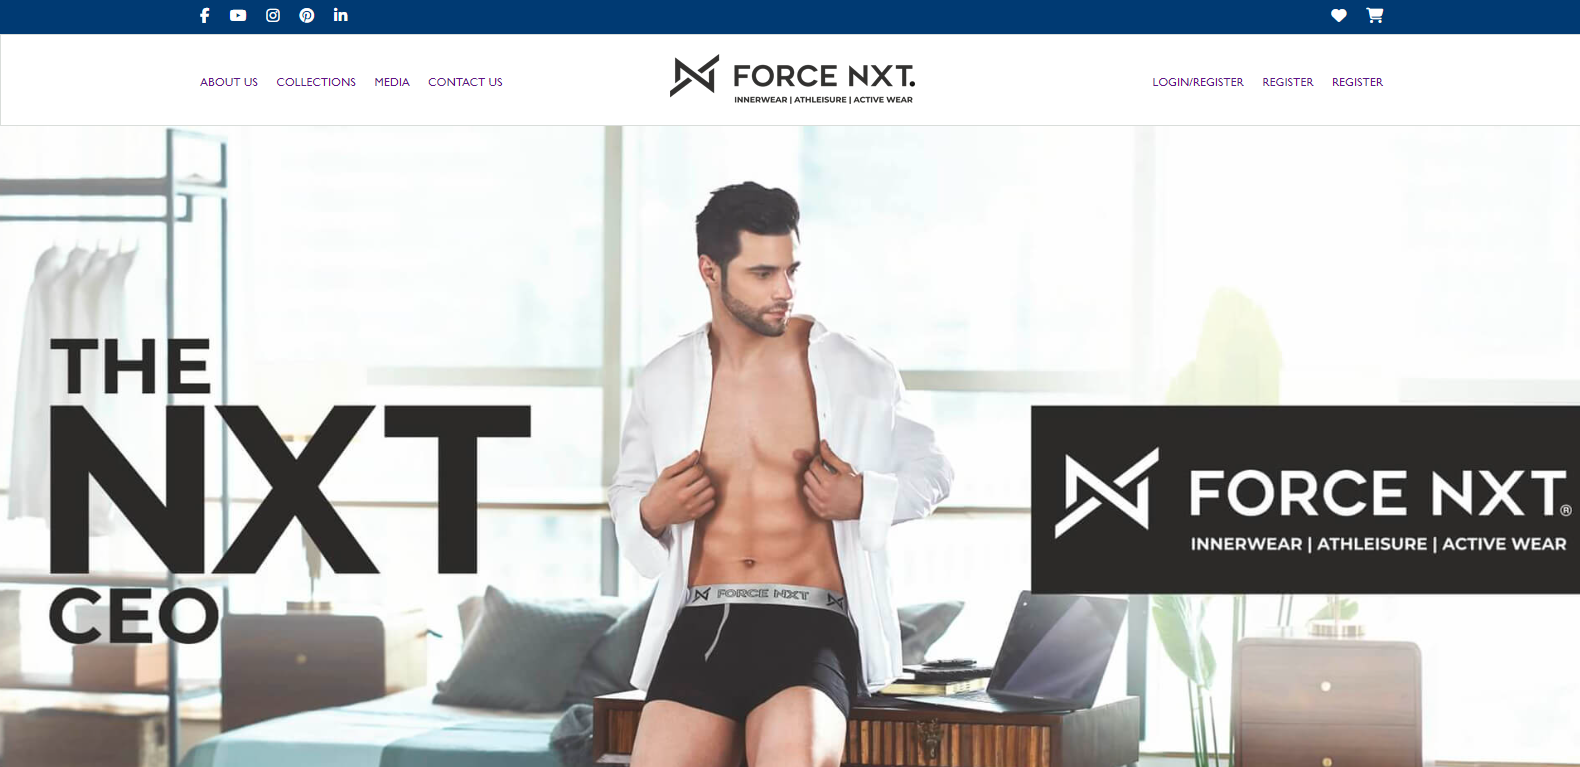 ABOUT US
COLLECTIONS
MEDIA
CONTACT US
FORCE NXT.
INNERWEAR | ATHLEISURE | ACTIVE WEAR
LOGIN/REGISTER
REGISTER
REGISTER
THE
NXT
CEO
FORCE NXT
FORCE NXT®
INNERWEAR | ATHLEISURE | ACTIVE WEAR